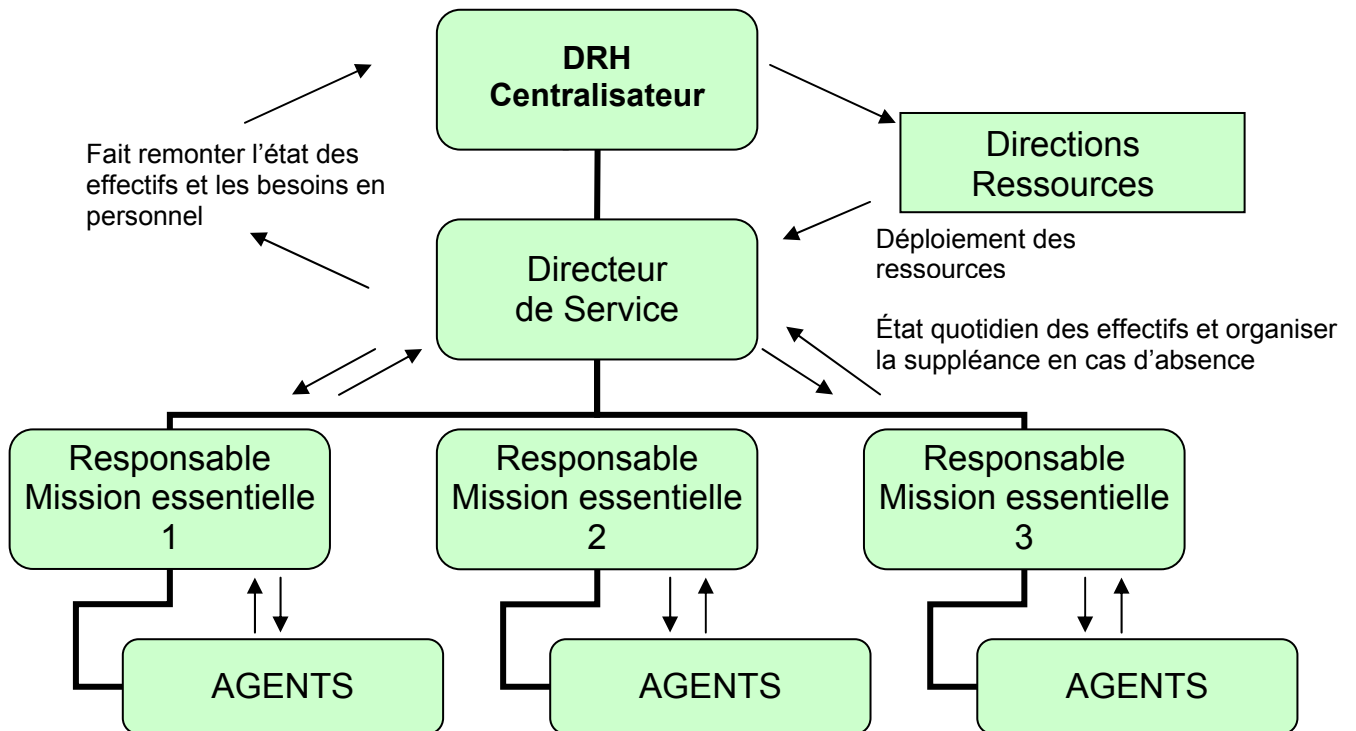 DRH
Centralisateur
Fait remonter l’état des
effectifs et les besoins en
personnel
Directions
Ressources
Directeur
de Service
Déploiement des
ressources
État quotidien des effectifs et organiser
la suppléance en cas d’absence
Responsable
Mission essentielle
1
Responsable
Mission essentielle
2
Responsable
Mission essentielle
3
AGENTS
AGENTS
AGENTS